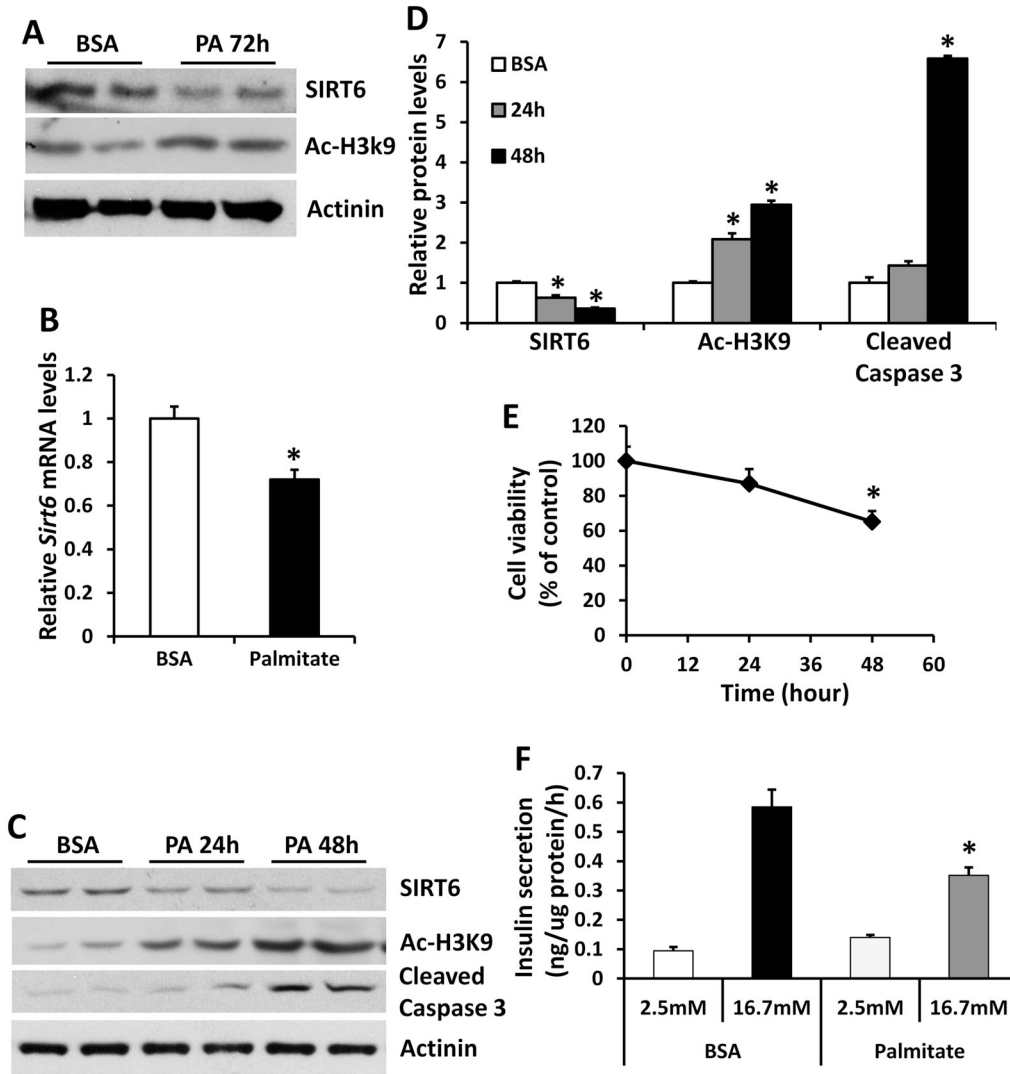 A
BSA PA 72h
SIRT6
Ac-H3k9
Actinin
B
Relative Sirt6 mRNA levels
1.2
1
0.8
0.6
0.4
0.2
0
*
BSA Palmitate
C
BSA PA 24h PA 48h
SIRT6
Ac-H3K9
Cleaved
Caspase 3
Actinin
D
Relative protein levels
7
6
5
4
3
2
1
0
BSA
24h
48h
* * * * *
SIRT6 Ac-H3K9 Cleaved
Caspase 3
E
Cell viability
(% of control)
120
100
80
60
40
20
0
*
0 12 24 36 48 60
Time (hour)
F
Insulin secretion
(ng/ug protein/h)
0.7
0.6
0.5
0.4
0.3
0.2
0.1
0
*
2.5mM 16.7mM 2.5mM 16.7mM
BSA Palmitate